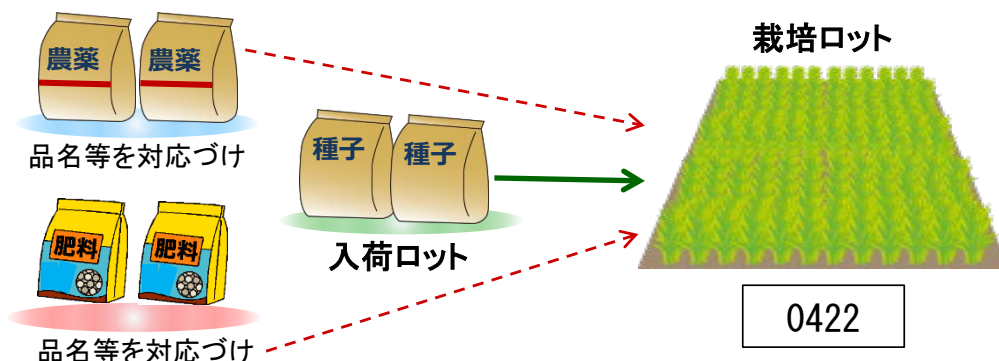 農薬 農薬
品名等を対応づけ
種子 種子
入荷ロット
肥料 肥料
品名等を対応づけ
栽培ロット
0422